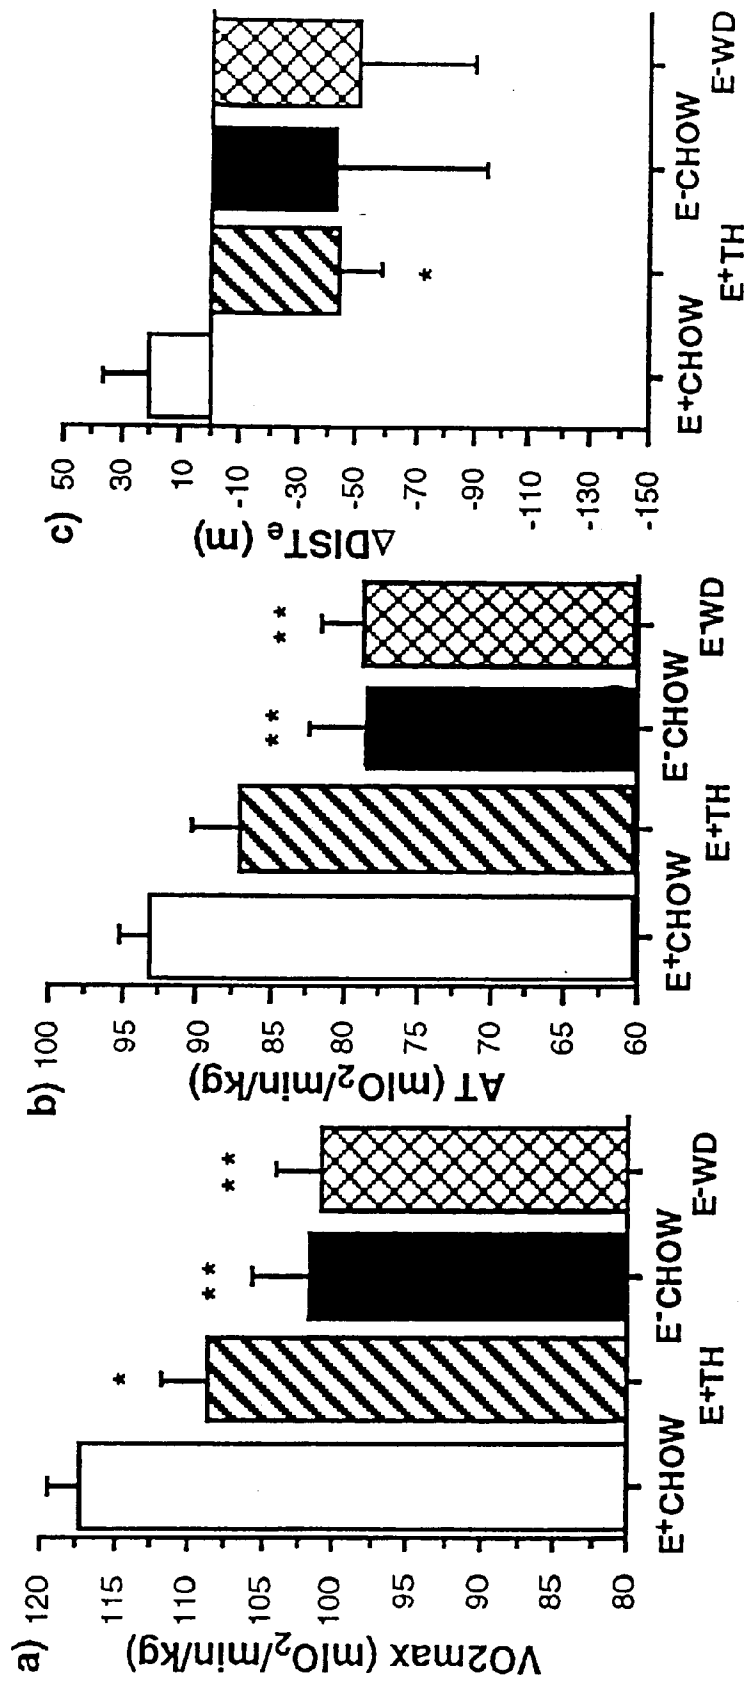 a)
VO2max (mlO2/min/kg)
120
115
110
105
100
95
90
85
80
*
**
**
E+CHOW
E+TH
E-CHOW
E-WD
b)
AT (mlO2/min/kg)
100
95
90
85
80
75
70
65
60
**
**
E+CHOW
E+TH
E-CHOW
E-WD
c)
ΔDISTe (m)
50
30
10
-10
-30
-50
-70
-90
-110
-130
-150
*
E+CHOW
E+TH
E-CHOW
E-WD